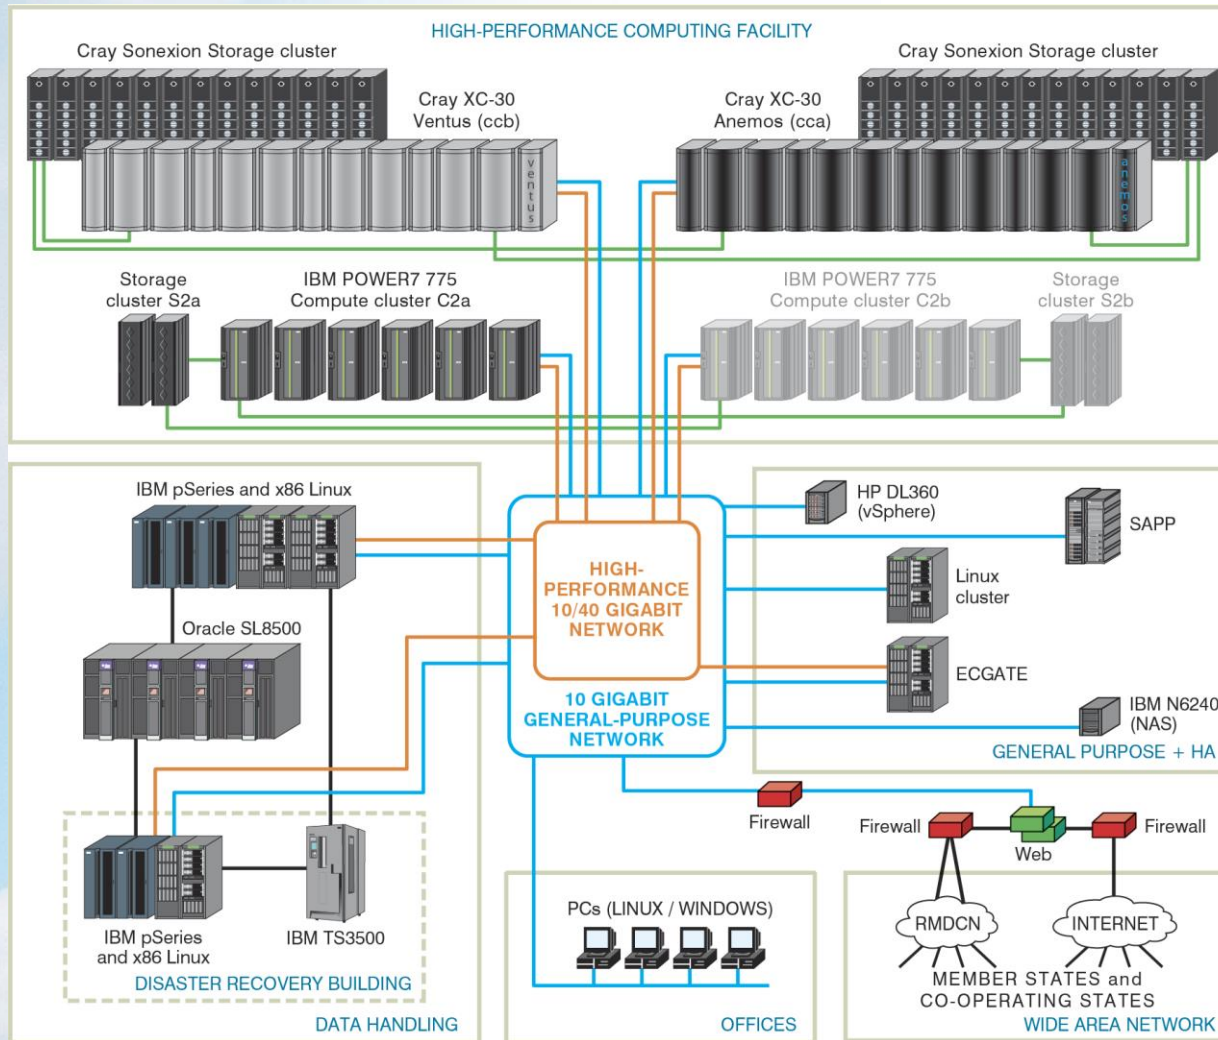 HIGH-PERFORMANCE COMPUTING FACILITY
Cray Sonexion Storage cluster
Cray Sonexion Storage cluster
Cray XC-30
Ventus (ccb)
Cray XC-30
Anemos (cca)
ventus
anemos
Storage
cluster S2a
IBM POWER7 775
Compute cluster C2a
IBM POWER7 775
Compute cluster C2b
Storage
cluster S2b
IBM pSeries and x86 Linux
Oracle SL8500
IBM pSeries
and x86 Linux
IBM TS3500
DISASTER RECOVERY BUILDING
DATA HANDLING
HIGH-
PERFORMANCE
10/40 GIGABIT
NETWORK
10 GIGABIT
GENERAL-PURPOSE
NETWORK
HP DL360
(vSphere)
SAPP
Linux
cluster
ECGATE
IBM N6240
(NAS)
GENERAL PURPOSE + HA
Firewall
Firewall
Web
Firewall
PCs (LINUX / WINDOWS)
OFFICES
RMDCN
INTERNET
MEMBER STATES and
CO-OPERATING STATES
WIDE AREA NETWORK